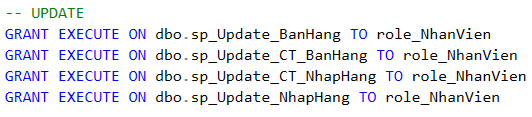 -- UPDATE
GRANT EXECUTE ON dbo.sp_Update_BanHang TO role_NhanVien
GRANT EXECUTE ON dbo.sp_Update_CT_BanHang TO role_NhanVien
GRANT EXECUTE ON dbo.sp_Update_CT_NhapHang TO role_NhanVien
GRANT EXECUTE ON dbo.sp_Update_NhapHang TO role_NhanVien